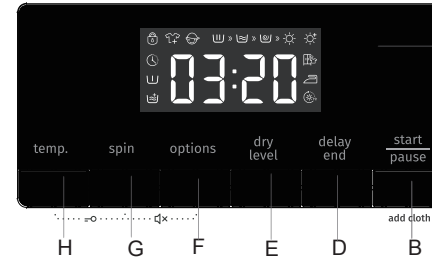 03:20
temp. spin options dry level delay end start pause
add cloth
H G F E D B